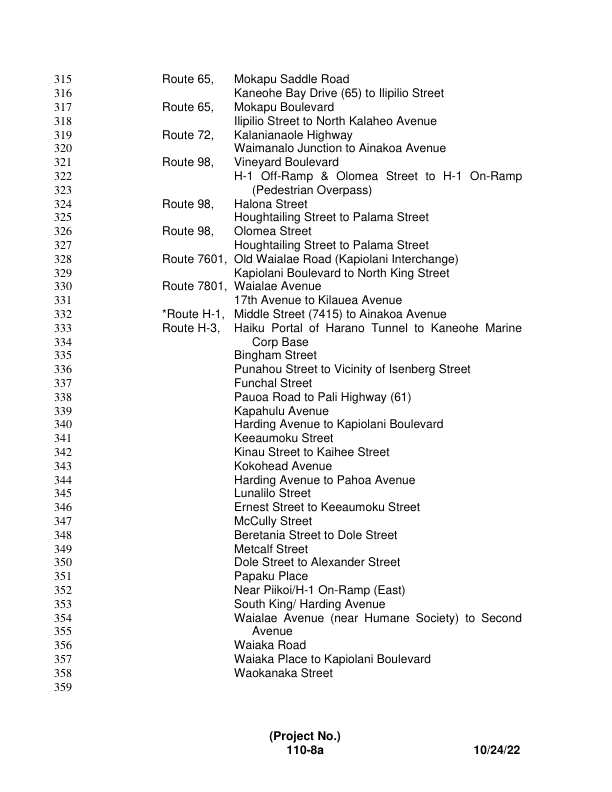 315 Route 65, Mokapu Saddle Road
316 Kaneohe Bay Drive (65) to Ilipilio Street
317 Route 65, Mokapu Boulevard
318 Ilipilio Street to North Kalaheo Avenue
319 Route 72, Kalanianaole Highway
320 Waimanalo Junction to Ainakoa Avenue
321 Route 98, Vineyard Boulevard
322 H-1 Off-Ramp & Olomea Street to H-1 On-Ramp
323 (Pedestrian Overpass)
324 Route 98, Halona Street
325 Houghtailing Street to Palama Street
326 Route 98, Olomea Street
327 Houghtailing Street to Palama Street
328 Route 7601, Old Waialae Road (Kapiolani Interchange)
329 Kapiolani Boulevard to North King Street
330 Route 7801, Waialae Avenue
331 17th Avenue to Kilauea Avenue
332 *Route H-1, Middle Street (7415) to Ainakoa Avenue
333 Route H-3, Haiku Portal of Harano Tunnel to Kaneohe Marine
334 Corp Base
335 Bingham Street
336 Punahou Street to Vicinity of Isenberg Street
337 Funchal Street
338 Pauoa Road to Pali Highway (61)
339 Kapahulu Avenue
340 Harding Avenue to Kapiolani Boulevard
341 Keeaumoku Street
342 Kinau Street to Kaihee Street
343 Kokohead Avenue
344 Harding Avenue to Pahoa Avenue
345 Lunalilo Street
346 Ernest Street to Keeaumoku Street
347 McCully Street
348 Beretania Street to Dole Street
349 Metcalf Street
350 Dole Street to Alexander Street
351 Papaku Place
352 Near Piikoi/H-1 On-Ramp (East)
353 South King/ Harding Avenue
354 Waialae Avenue (near Humane Society) to Second
355 Avenue
356 Waiaka Road
357 Waiaka Place to Kapiolani Boulevard
358 Waokanaka Street
359
(Project No.)
110-8a 10/24/22